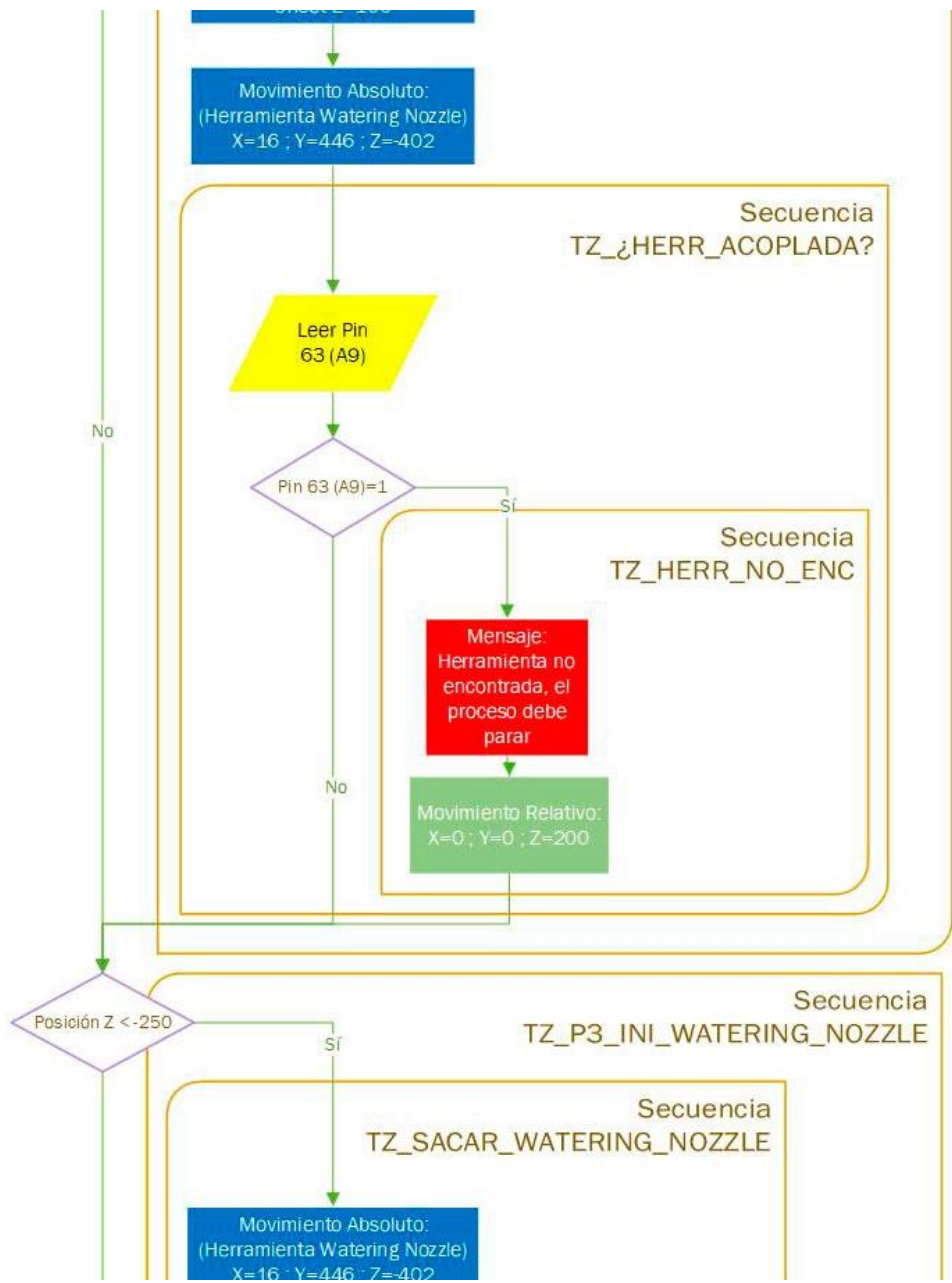 Movimiento Absoluto:
(Herramienta Watering Nozzle)
X=16 ; Y=446 ; Z=-402
Secuencia
TZ_¿HERR_ACOPLADA?
Leer Pin
63 (A9)
No
Pin 63 (A9)=1
Sí
Secuencia
TZ_HERR_NO_ENC
Mensaje:
Herramienta no
encontrada, el
proceso debe
parar
No
Movimiento Relativo:
X=0 ; Y=0 ; Z=200
Posición Z <-250
Sí
Secuencia
TZ_P3_INI_WATERING_NOZZLE
Secuencia
TZ_SACAR_WATERING_NOZZLE
Movimiento Absoluto:
(Herramienta Watering Nozzle)
X=16 ; Y=446 ; Z=-402